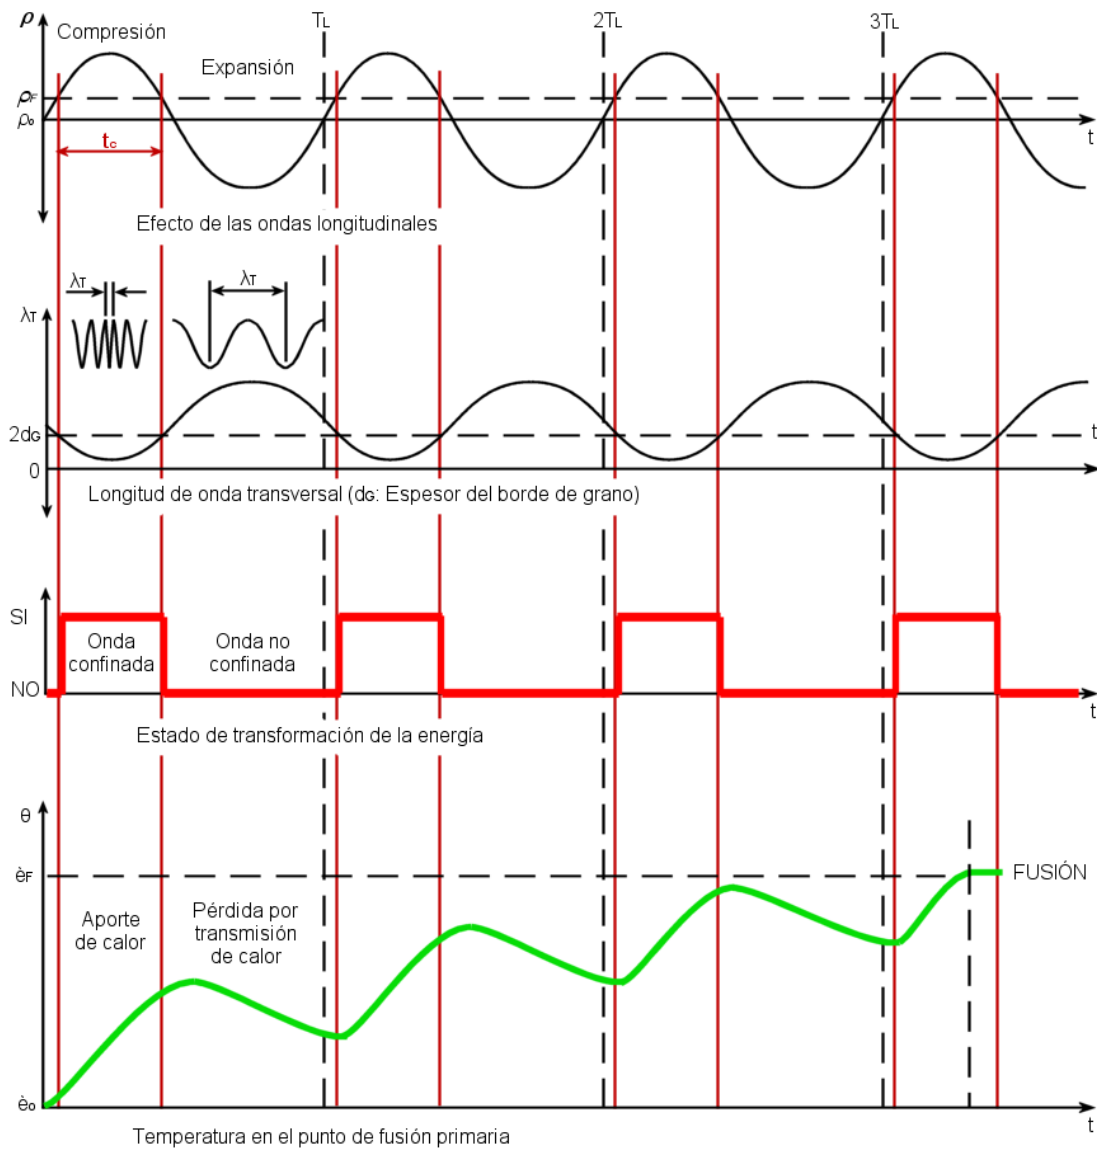 ρ
Compresión
TL
2TL
3TL
Expansión
ρF
ρo
tc
t
Efecto de las ondas longitudinales
λT
λT
λT
2dG
t
0
Longitud de onda transversal (dG: Espesor del borde de grano)
SI
Onda
confinada
Onda no
confinada
NO
t
Estado de transformación de la energía
θ
èF
FUSIÓN
Aporte
de calor
Pérdida por
transmisión
de calor
èo
t
Temperatura en el punto de fusión primaria